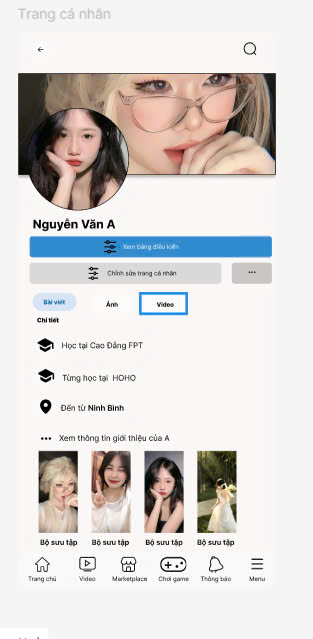 Trang cá nhân
Nguyễn Văn A
Xem bảng điều kiển
Chỉnh sửa trang cá nhân
Bài viết
Ảnh
Video
Chi tiết
Học tại Cao Đẳng FPT
Từng học tại HOHO
Đến từ Ninh Bình
Xem thông tin giới thiệu của A
Bộ sưu tập Bộ sưu tập Bộ sưu tập Bộ sưu tập
Trang chủ Video Marketplace Chơi game Thông báo Menu